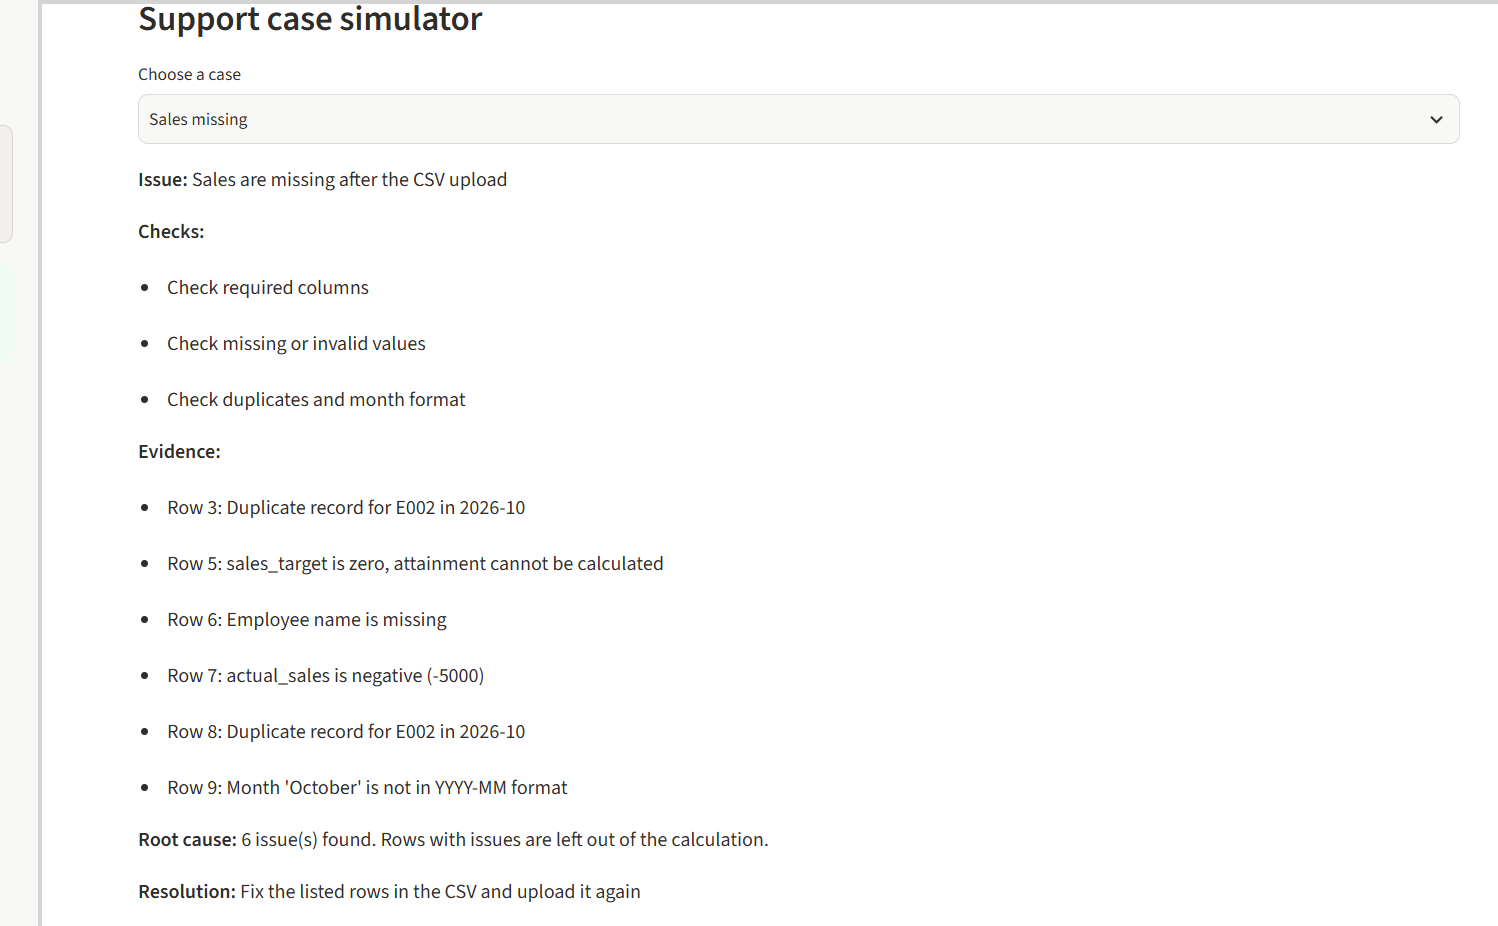 Support case simulator
Choose a case
Sales missing
Issue: Sales are missing after the CSV upload
Checks:
Check required columns
Check missing or invalid values
Check duplicates and month format
Evidence:
Row 3: Duplicate record for E002 in 2026-10
Row 5: sales_target is zero, attainment cannot be calculated
Row 6: Employee name is missing
Row 7: actual_sales is negative (-5000)
Row 8: Duplicate record for E002 in 2026-10
Row 9: Month 'October' is not in YYYY-MM format
Root cause: 6 issue(s) found. Rows with issues are left out of the calculation.
Resolution: Fix the listed rows in the CSV and upload it again